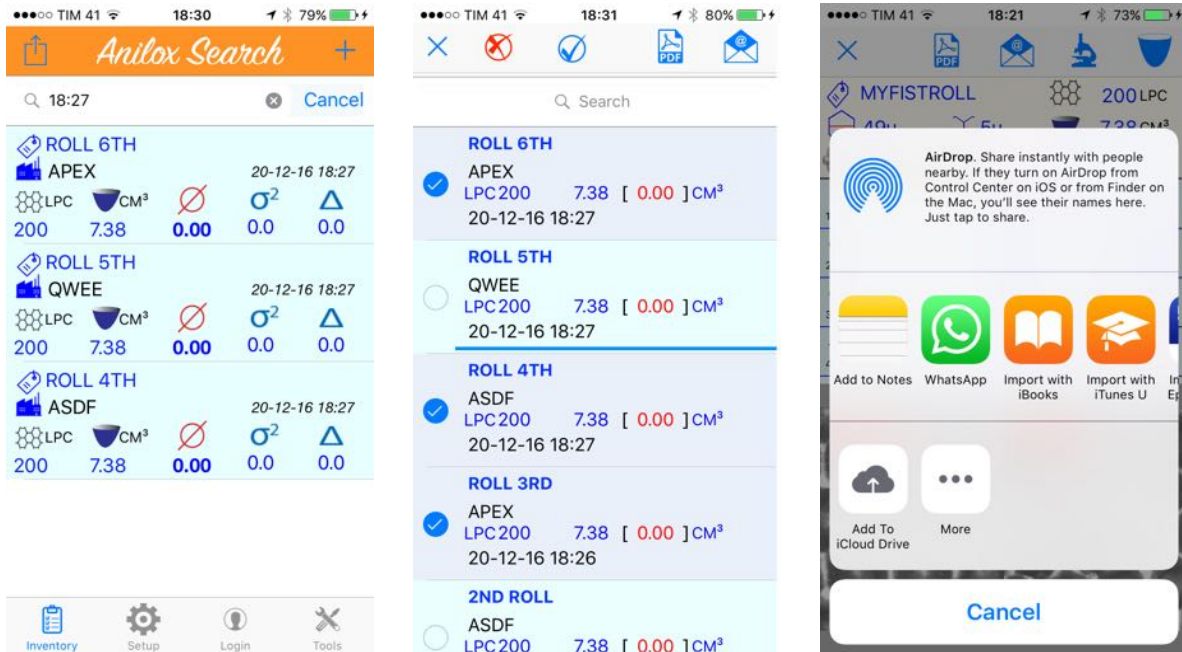 TIM 41 18:30 79%
Anilox Search +
18:27 Cancel
ROLL 6TH
APEX 20-12-16 18:27
LPC CM³ σ² Δ
200 7.38 0.00 0.0 0.0
ROLL 5TH
QWEE 20-12-16 18:27
LPC CM³ σ² Δ
200 7.38 0.00 0.0 0.0
ROLL 4TH
ASDF 20-12-16 18:27
LPC CM³ σ² Δ
200 7.38 0.00 0.0 0.0
Inventory Setup Login Tools
TIM 41 18:31 80%
PDF @
Search
ROLL 6TH
APEX
LPC 200 7.38 [ 0.00 ] CM³
20-12-16 18:27
ROLL 5TH
QWEE
LPC 200 7.38 [ 0.00 ] CM³
20-12-16 18:27
ROLL 4TH
ASDF
LPC 200 7.38 [ 0.00 ] CM³
20-12-16 18:27
ROLL 3RD
APEX
LPC 200 7.38 [ 0.00 ] CM³
20-12-16 18:26
2ND ROLL
ASDF
LPC 200 7.38 [ 0.00 ] CM³
TIM 41 18:21 73%
PDF @
MYFISTROLL 200 LPC
49u 5u 7.38 CM³
AirDrop. Share instantly with people
nearby. If they turn on AirDrop from
Control Center on iOS or from Finder on
the Mac, you'll see their names here.
Just tap to share.
Add to Notes WhatsApp Import with Import with
iBooks iTunes U
Add To More
iCloud Drive
Cancel